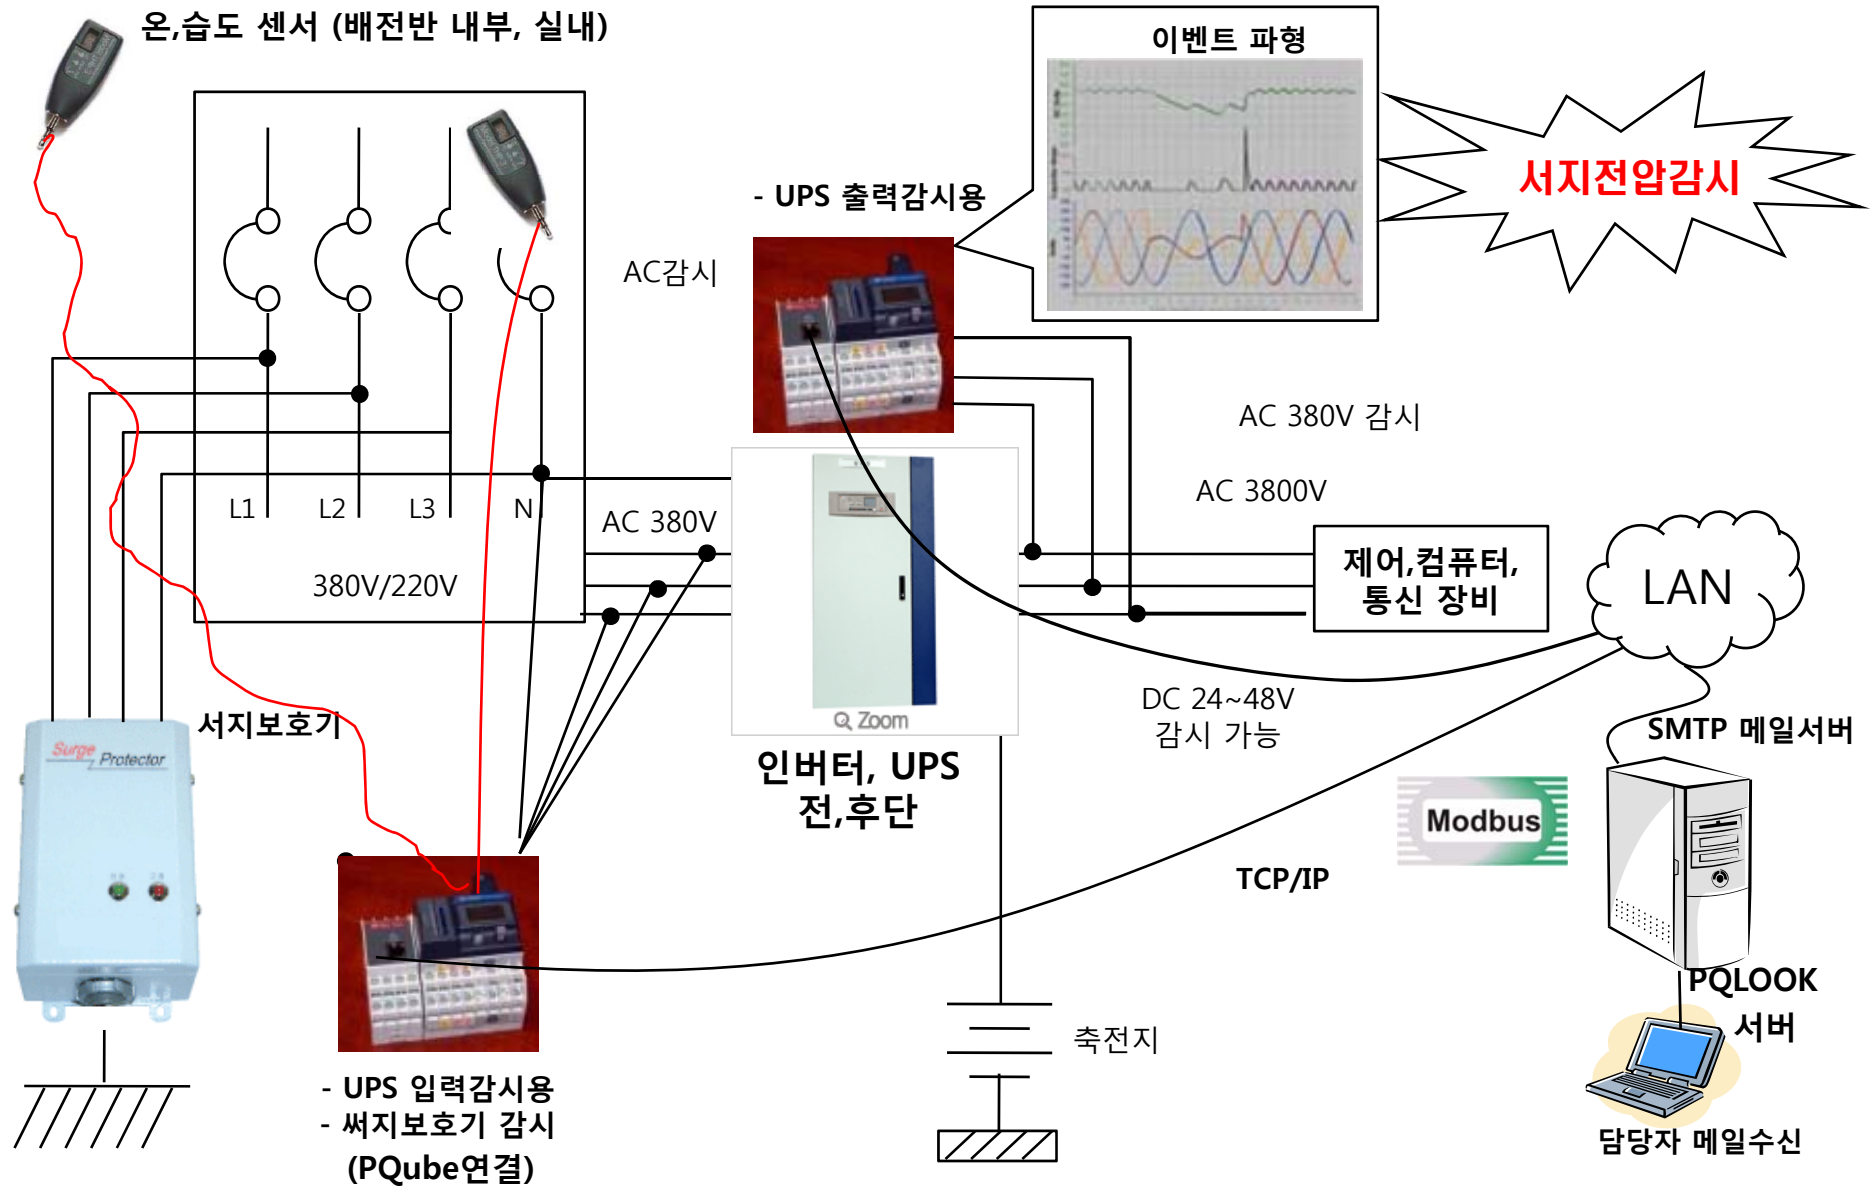 온,습도 센서 (배전반 내부, 실내)
이벤트 파형
서지전압감시
- UPS 출력감시용
AC감시
AC 380V 감시
AC 3800V
L1
L2
L3
N
AC 380V
380V/220V
제어,컴퓨터,
통신 장비
LAN
DC 24~48V
감시 가능
서지보호기
Surge
Protector
Zoom
인버터, UPS
전,후단
SMTP 메일서버
Modbus
TCP/IP
PQLOOK
서버
축전지
- UPS 입력감시용
- 써지보호기 감시
(PQube연결)
담당자 메일수신